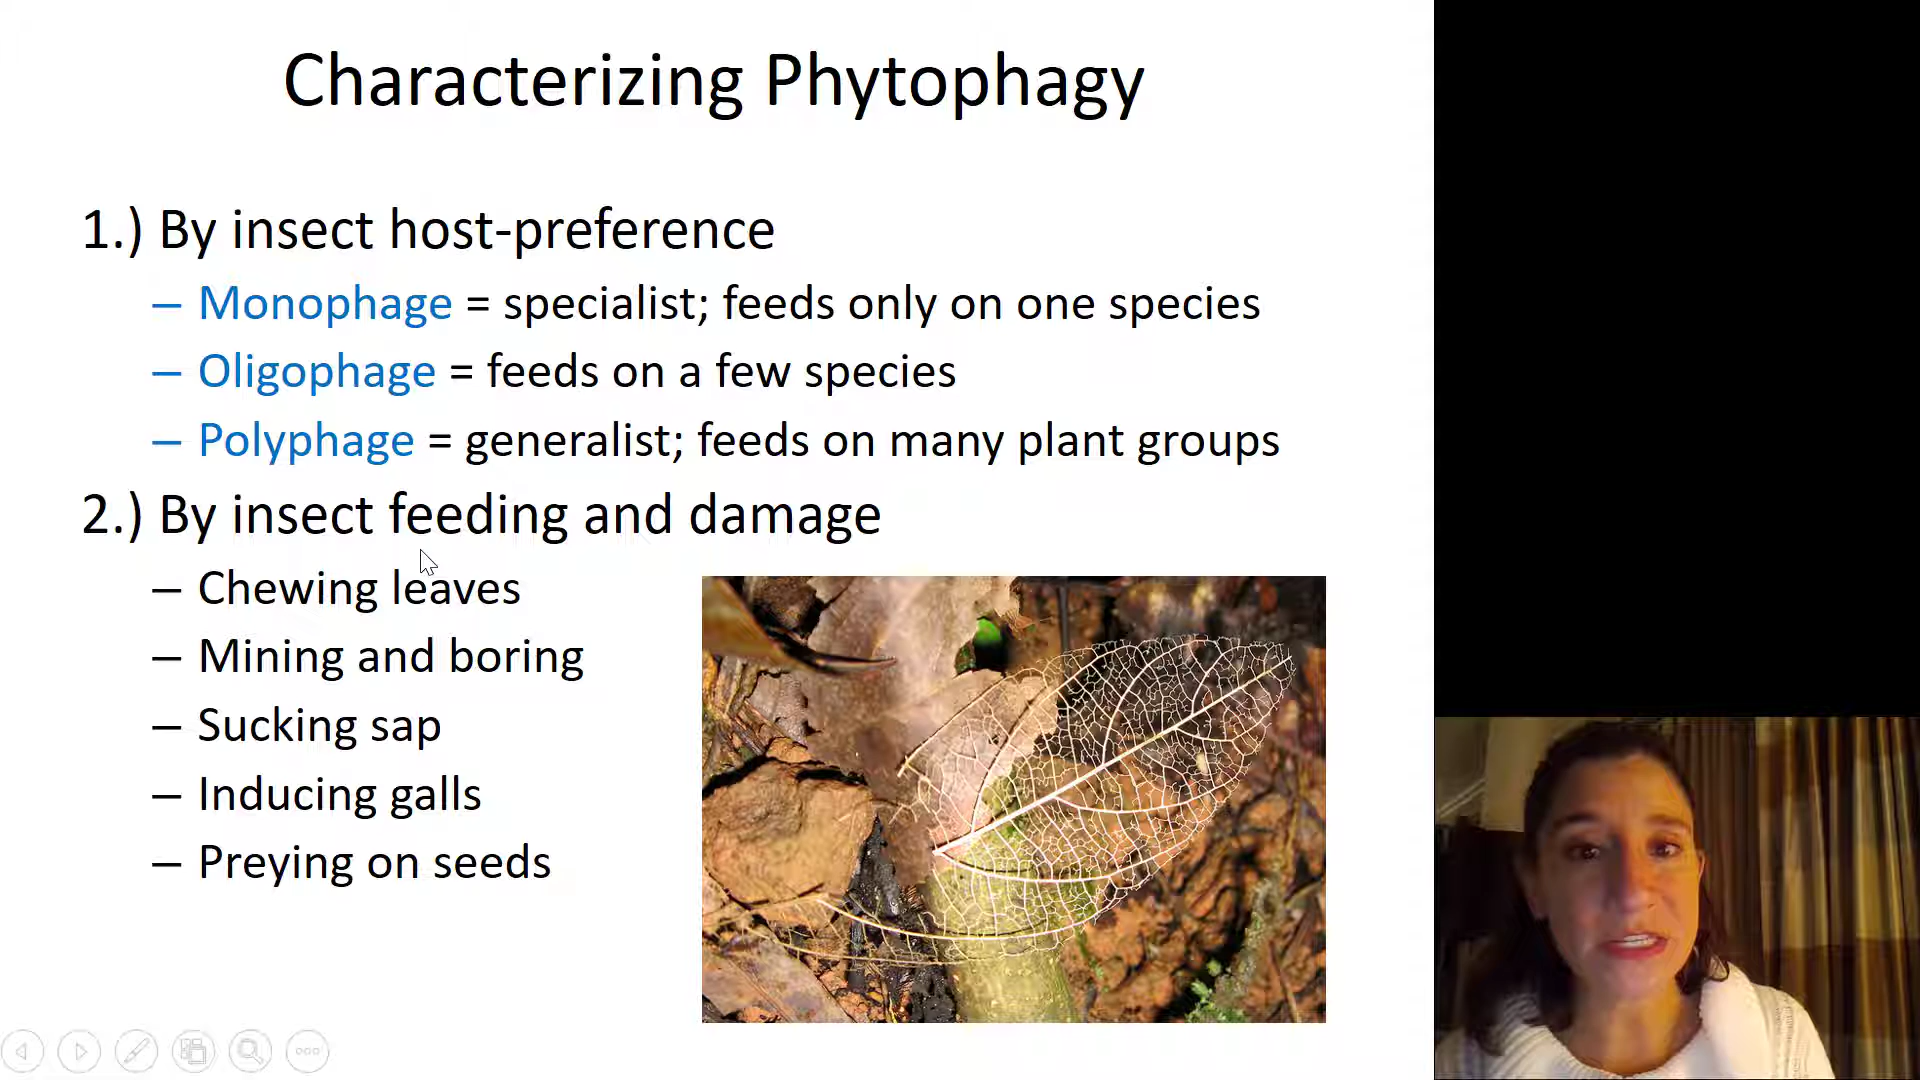 Characterizing Phytophagy
1.) By insect host-preference
– Monophage = specialist; feeds only on one species
– Oligophage = feeds on a few species
– Polyphage = generalist; feeds on many plant groups
2.) By insect feeding and damage
– Chewing leaves
– Mining and boring
– Sucking sap
– Inducing galls
– Preying on seeds